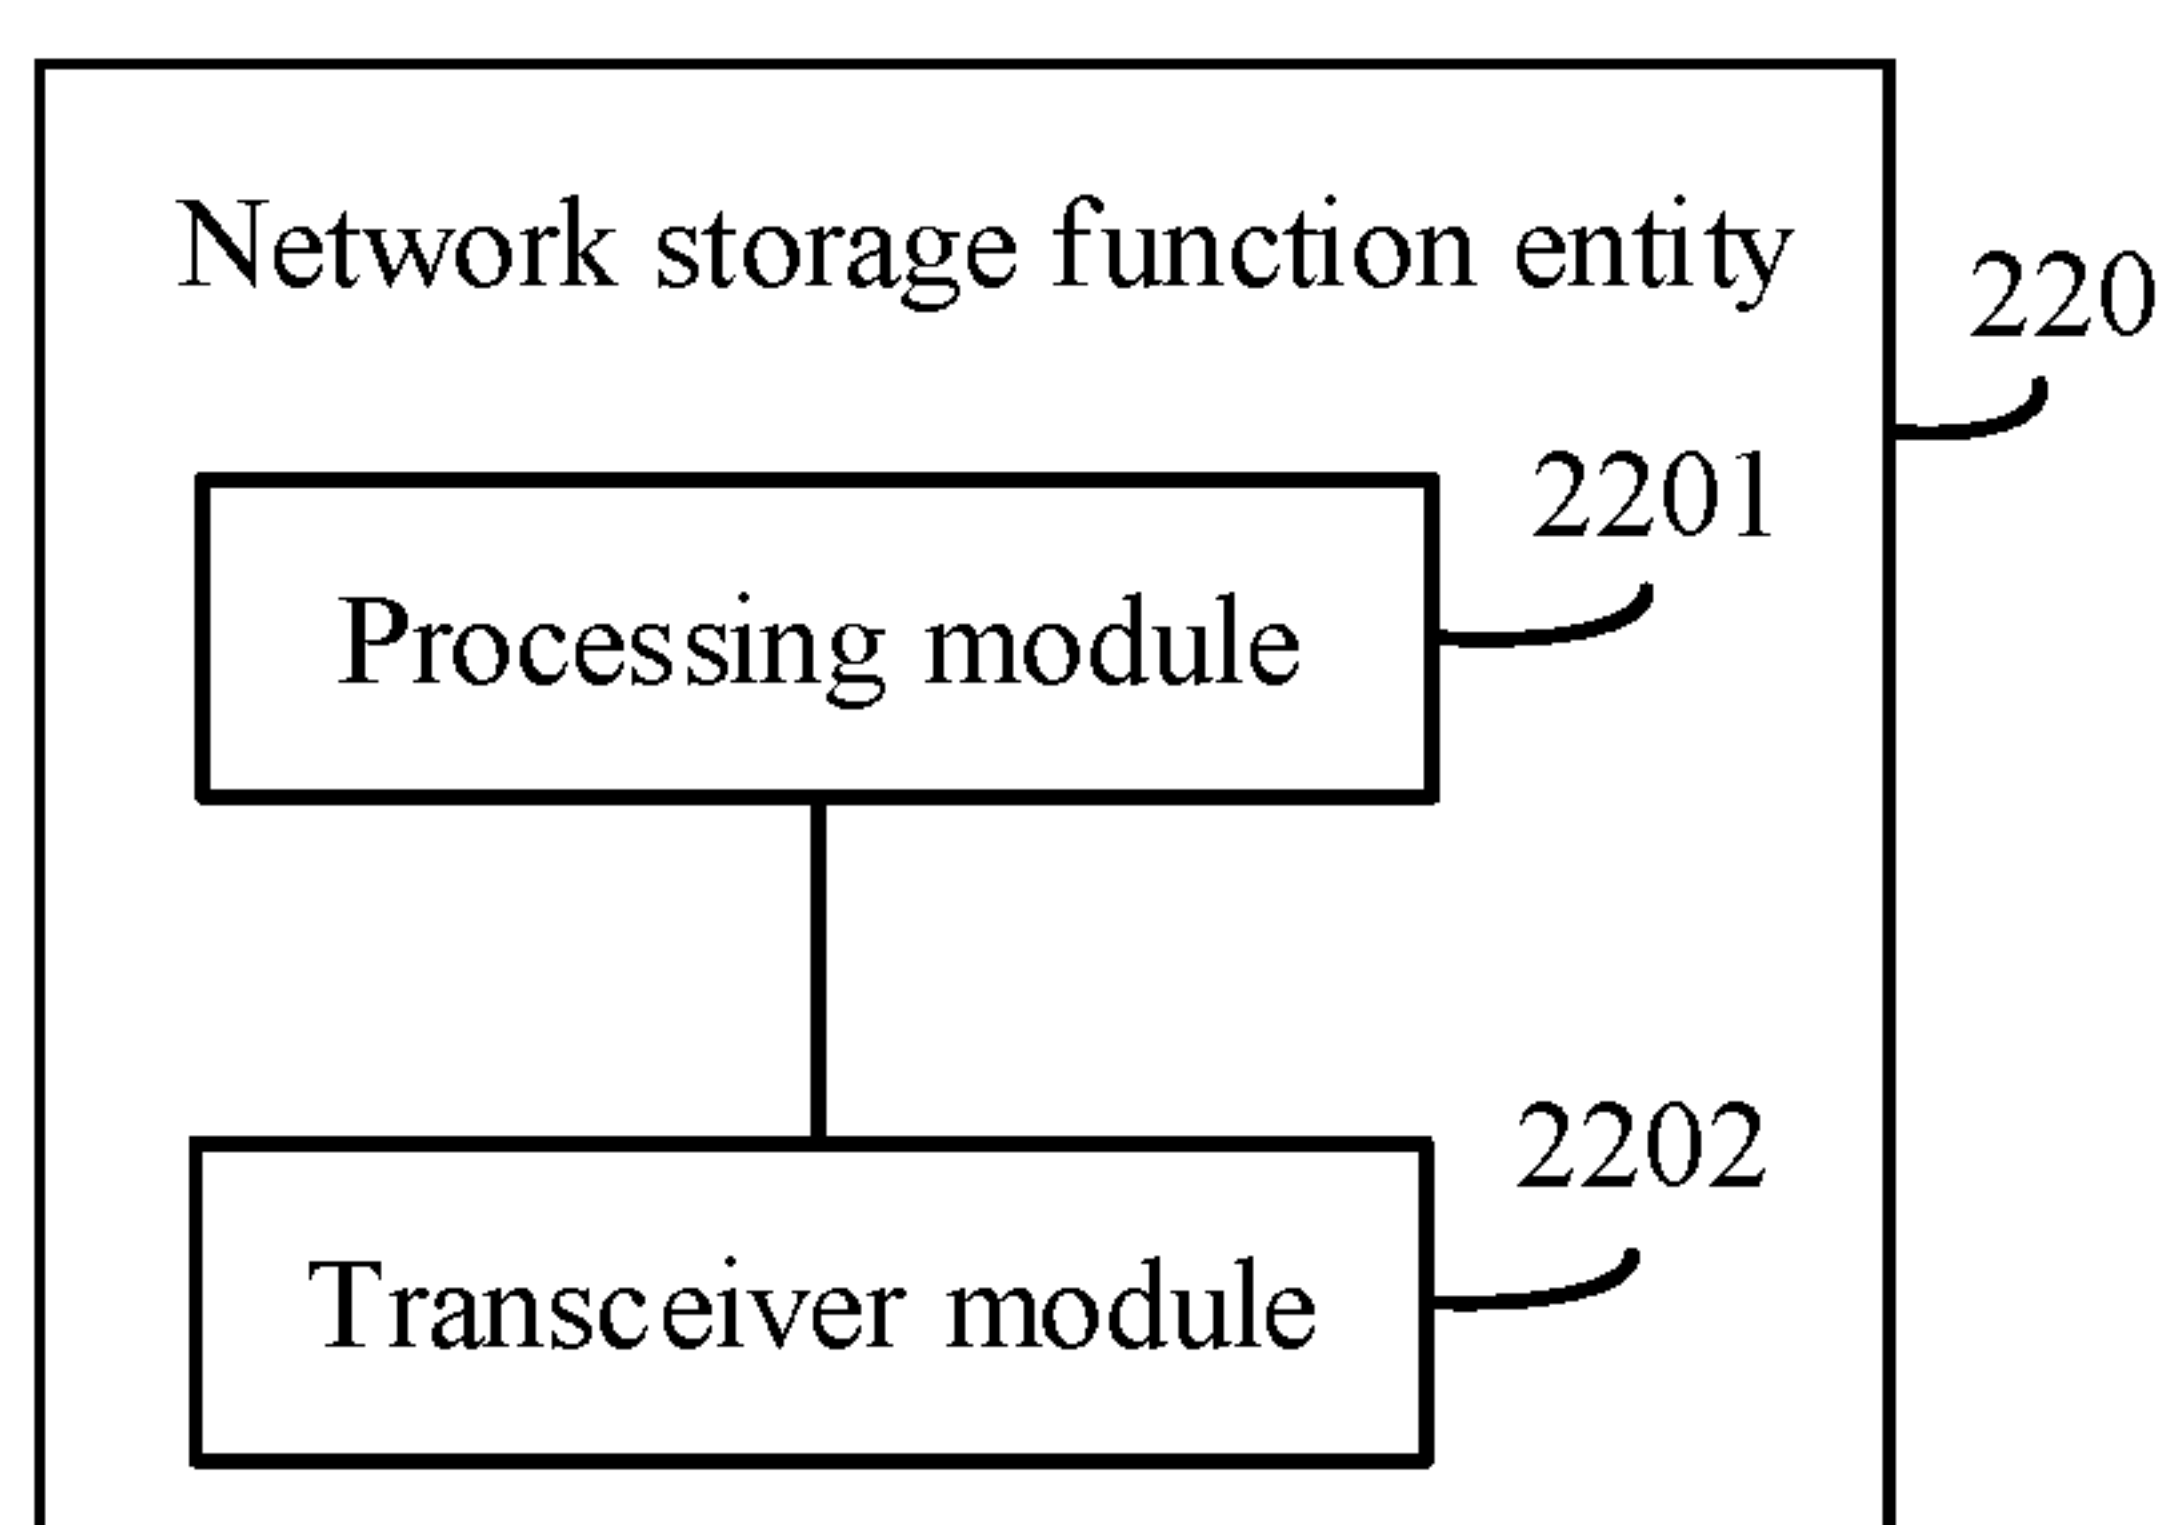 Network storage function entity
220
2201
Processing module
2202
Transceiver module